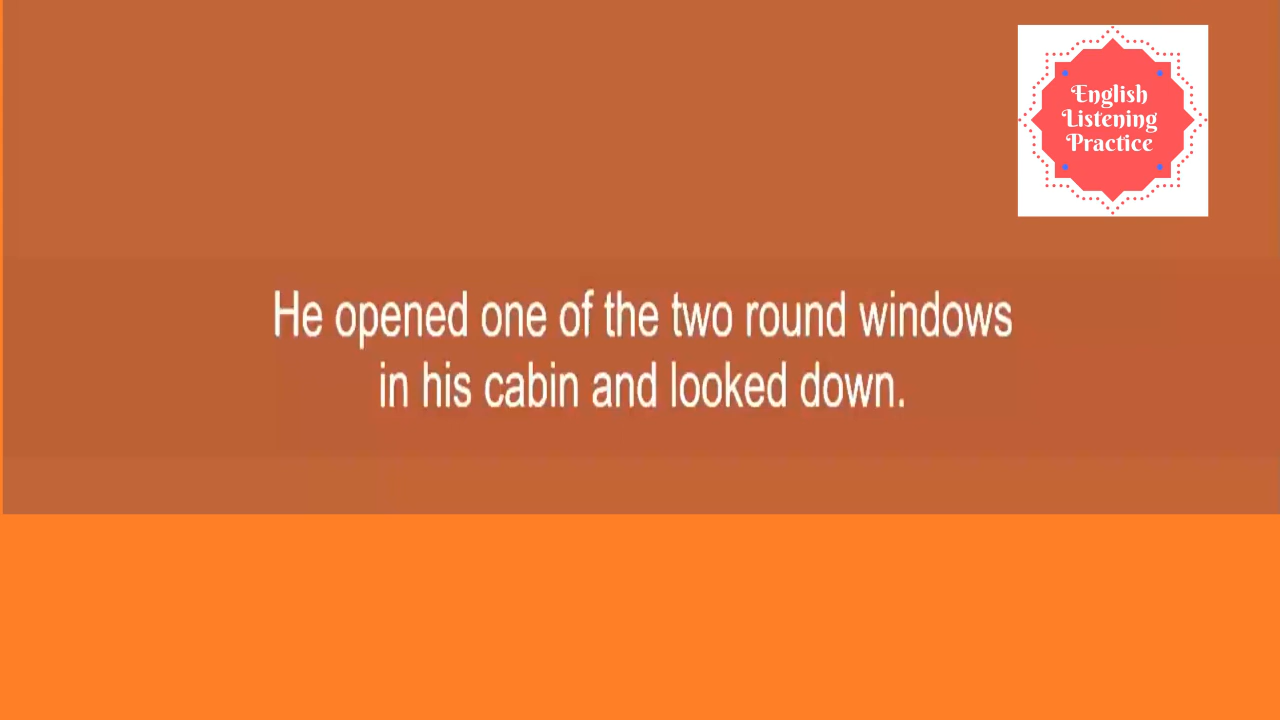 English
Listening
Practice
He opened one of the two round windows
in his cabin and looked down.